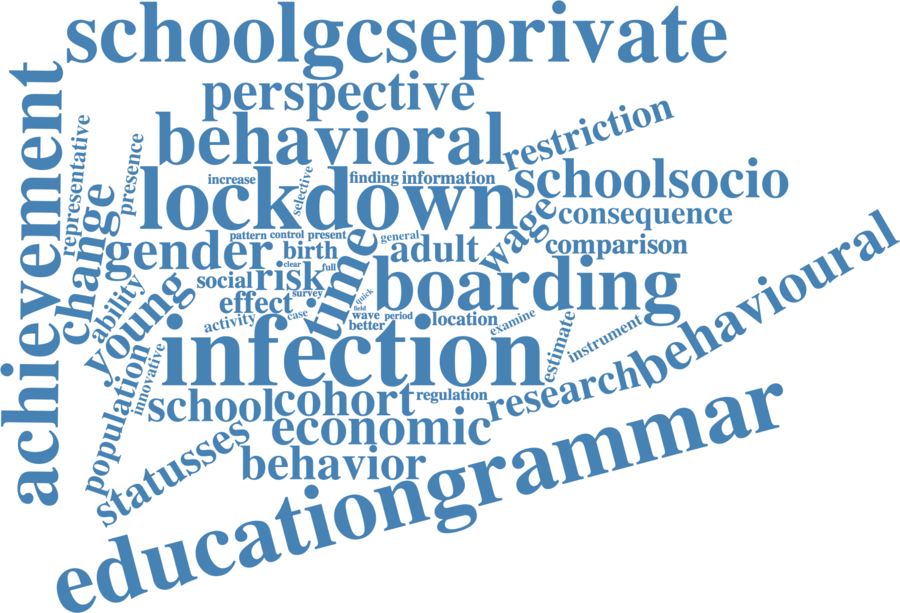 schoolgcseprivate
achievement
perspective
behavioral
restriction
representative
presence
lockdown
increase
selective
finding
information
schoolsocio
consequence
change
gender
pattern
control
present
general
birth
time
adult
wage
comparison
clear
full
social
risk
boarding
behavioural
ability
young
effect
survey
quick
field
activity
case
wave
period
better
location
examine
estimate
instrument
infection
innovative
population
school
cohort
regulation
research
economic
statusses
behavior
educationgrammar